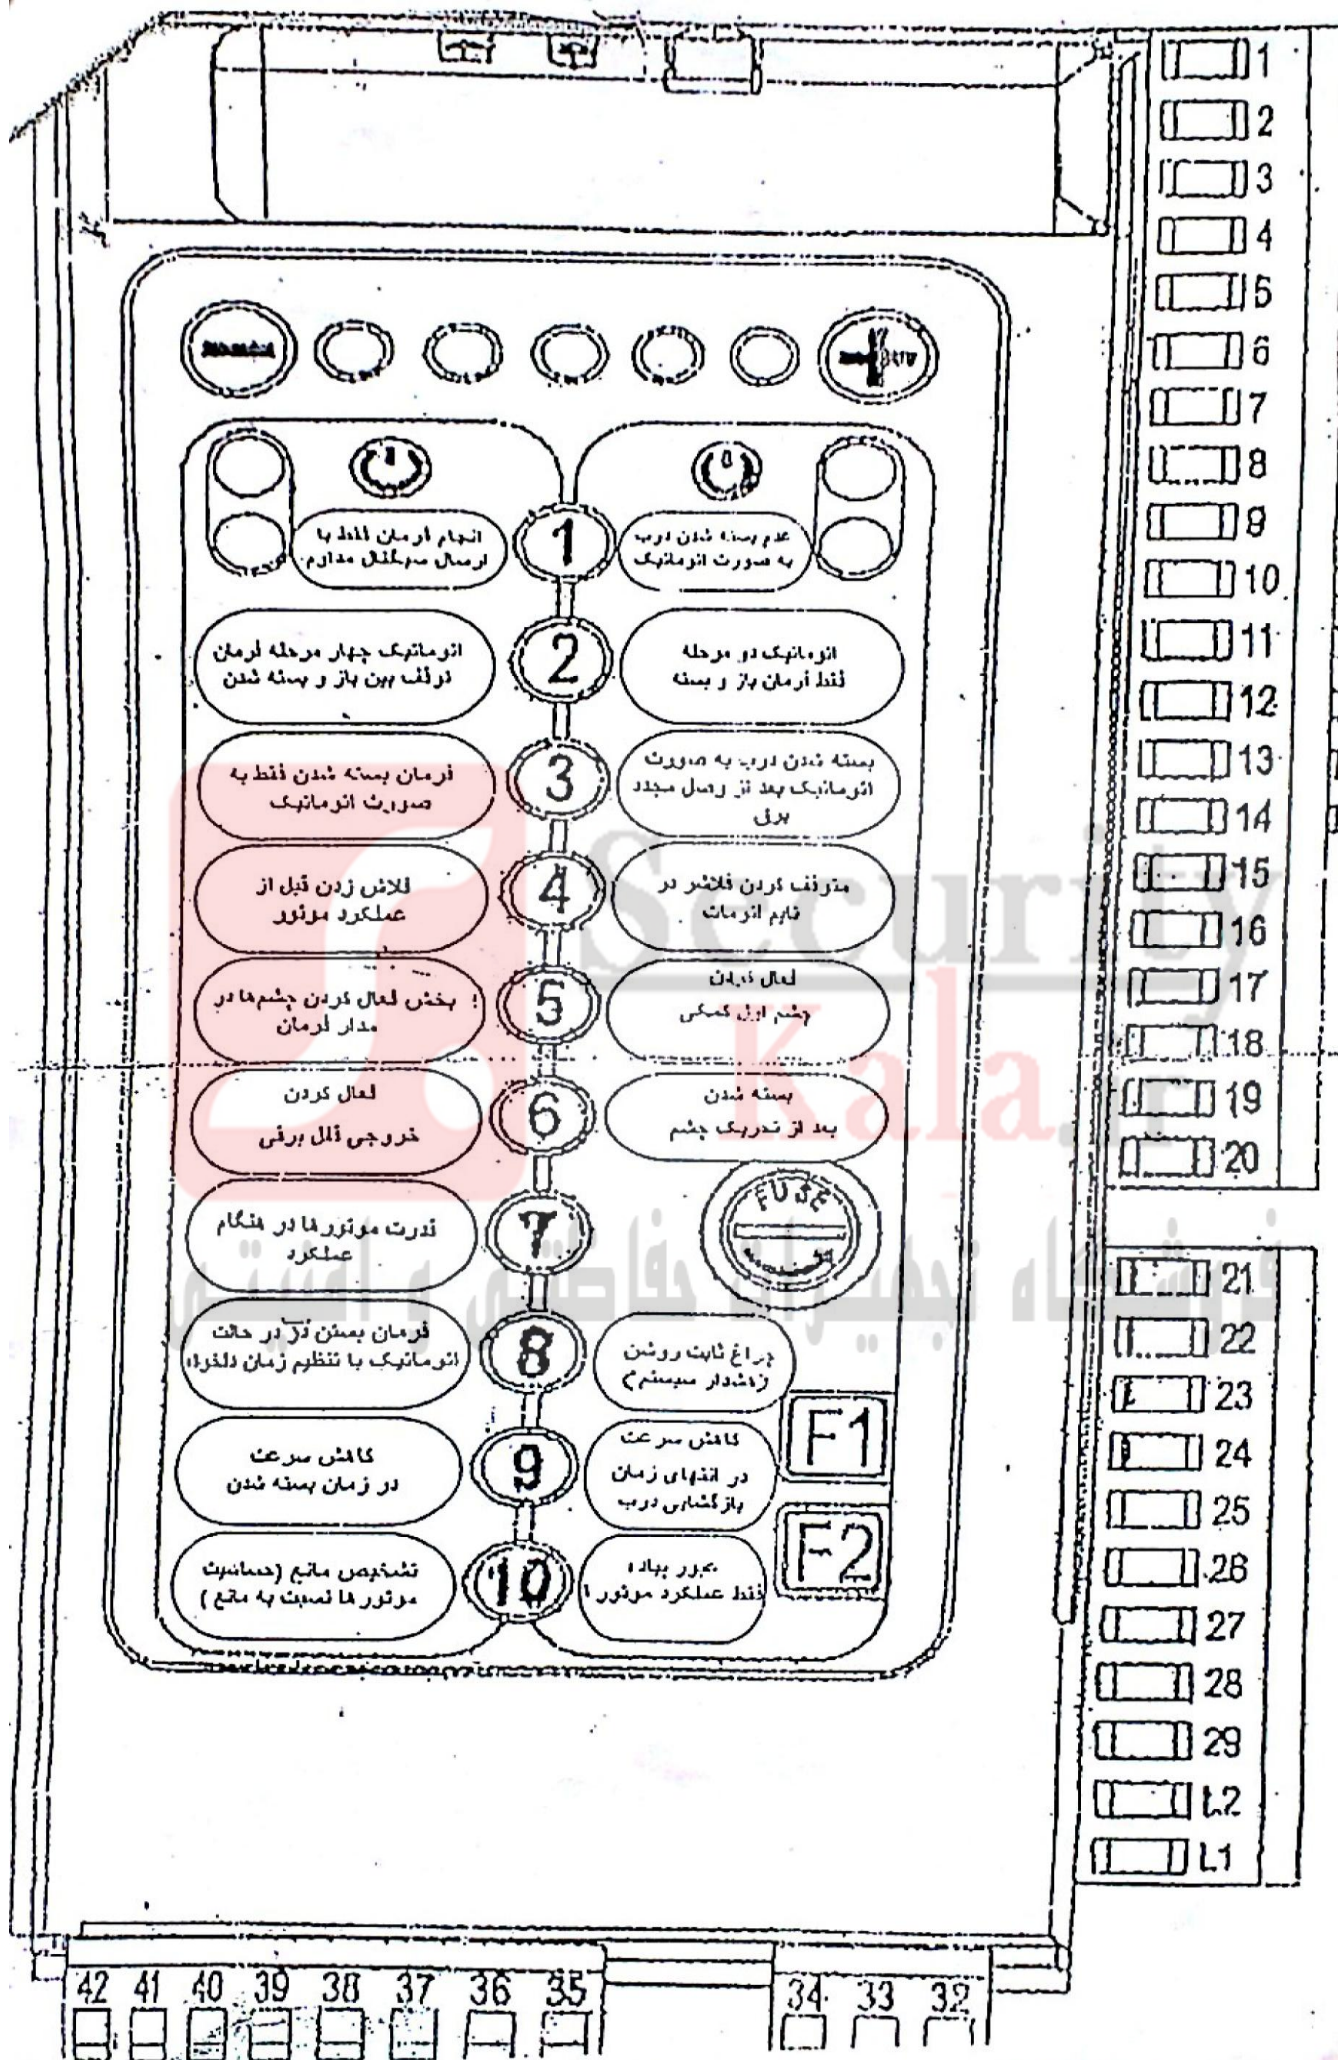 1
2
3
4
5
6
7
8
9
10
11
12
13
14
15
16
17
18
19
20
21
22
23
24
25
26
27
28
29
L2
L1
1
عدم بسته شدن درب
به صورت اتوماتیک
انجام فرمان فقط با
ارسال سیگنال مداوم
2
اتوماتیک دو مرحله
فقط فرمان باز و بسته
اتوماتیک چهار مرحله فرمان
توقف بین باز و بسته شدن
3
بسته شدن درب به صورت
اتوماتیک بعد از وصل مجدد
برق
فرمان بسته شدن فقط به
صورت اتوماتیک
4
متوقف کردن فلاشر در
تایم اتومات
فلاش زدن قبل از
عملکرد موتور
5
فعال کردن
چشم اول کمکی
بخش فعال کردن چشم‌ها در
مدار فرمان
6
بسته شدن
بعد از تحریک چشم
فعال کردن
خروجی قفل برقی
7
FUSE
قدرت موتورها در هنگام
عملکرد
8
چراغ ثابت روشن
(هشدار سیستم)
فرمان بستن در در حالت
اتوماتیک با تنظیم زمان دلخواه
9
کاهش سرعت
در انتهای زمان
بازگشایی درب
F1
کاهش سرعت
در زمان بسته شدن
10
عبور پیاده
فقط عملکرد موتور ۱
F2
تشخیص مانع (حساسیت
موتورها نسبت به مانع)
42 41 40 39 38 37 36 35 34 33 32
Security
Kala.ir
فروشگاه تجهیزات حفاظتی و امنیتی